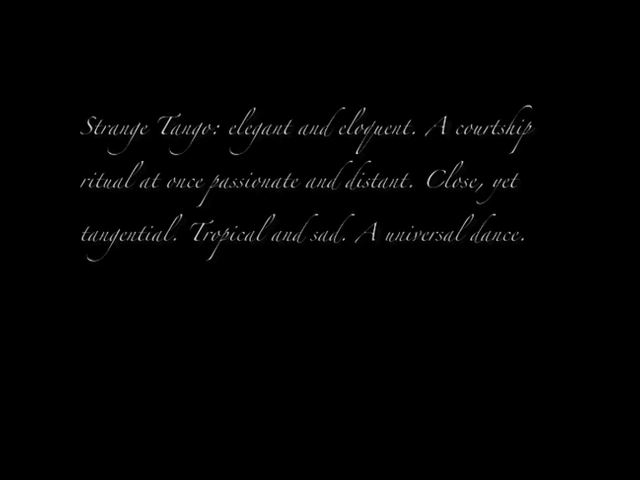 Strange Tango: elegant and eloquent. A courtship
ritual at once passionate and distant. Close, yet
tangential. Tropical and sad. A universal dance.